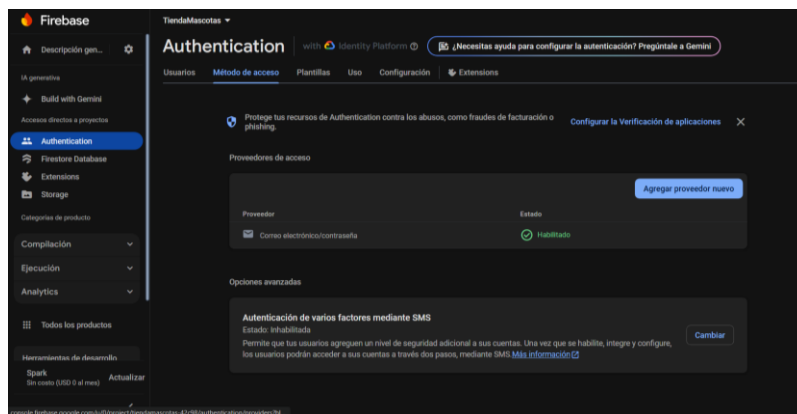 Firebase
TiendaMascotas
Descripción gen...
Authentication
with Identity Platform
¿Necesitas ayuda para configurar la autenticación? Pregúntale a Gemini
Usuarios Método de acceso Plantillas Uso Configuración Extensions
IA generativa
Build with Gemini
Accesos directos a proyectos
Authentication
Firestore Database
Extensions
Storage
Categorías de producto
Compilación
Ejecución
Analytics
Todos los productos
Herramientas de desarrollo
Spark
Sin costo (USD 0 al mes)
Actualizar
Protege tus recursos de Authentication contra los abusos, como fraudes de facturación o
phishing.
Configurar la Verificación de aplicaciones
Proveedores de acceso
Agregar proveedor nuevo
Proveedor Estado
Correo electrónico/contraseña Habilitado
Opciones avanzadas
Autenticación de varios factores mediante SMS
Estado: Inhabilitada
Permite que tus usuarios agreguen un nivel de seguridad adicional a sus cuentas. Una vez que se habilite, integre y configure,
los usuarios podrán acceder a sus cuentas a través dos pasos, mediante SMS.Más información
Cambiar